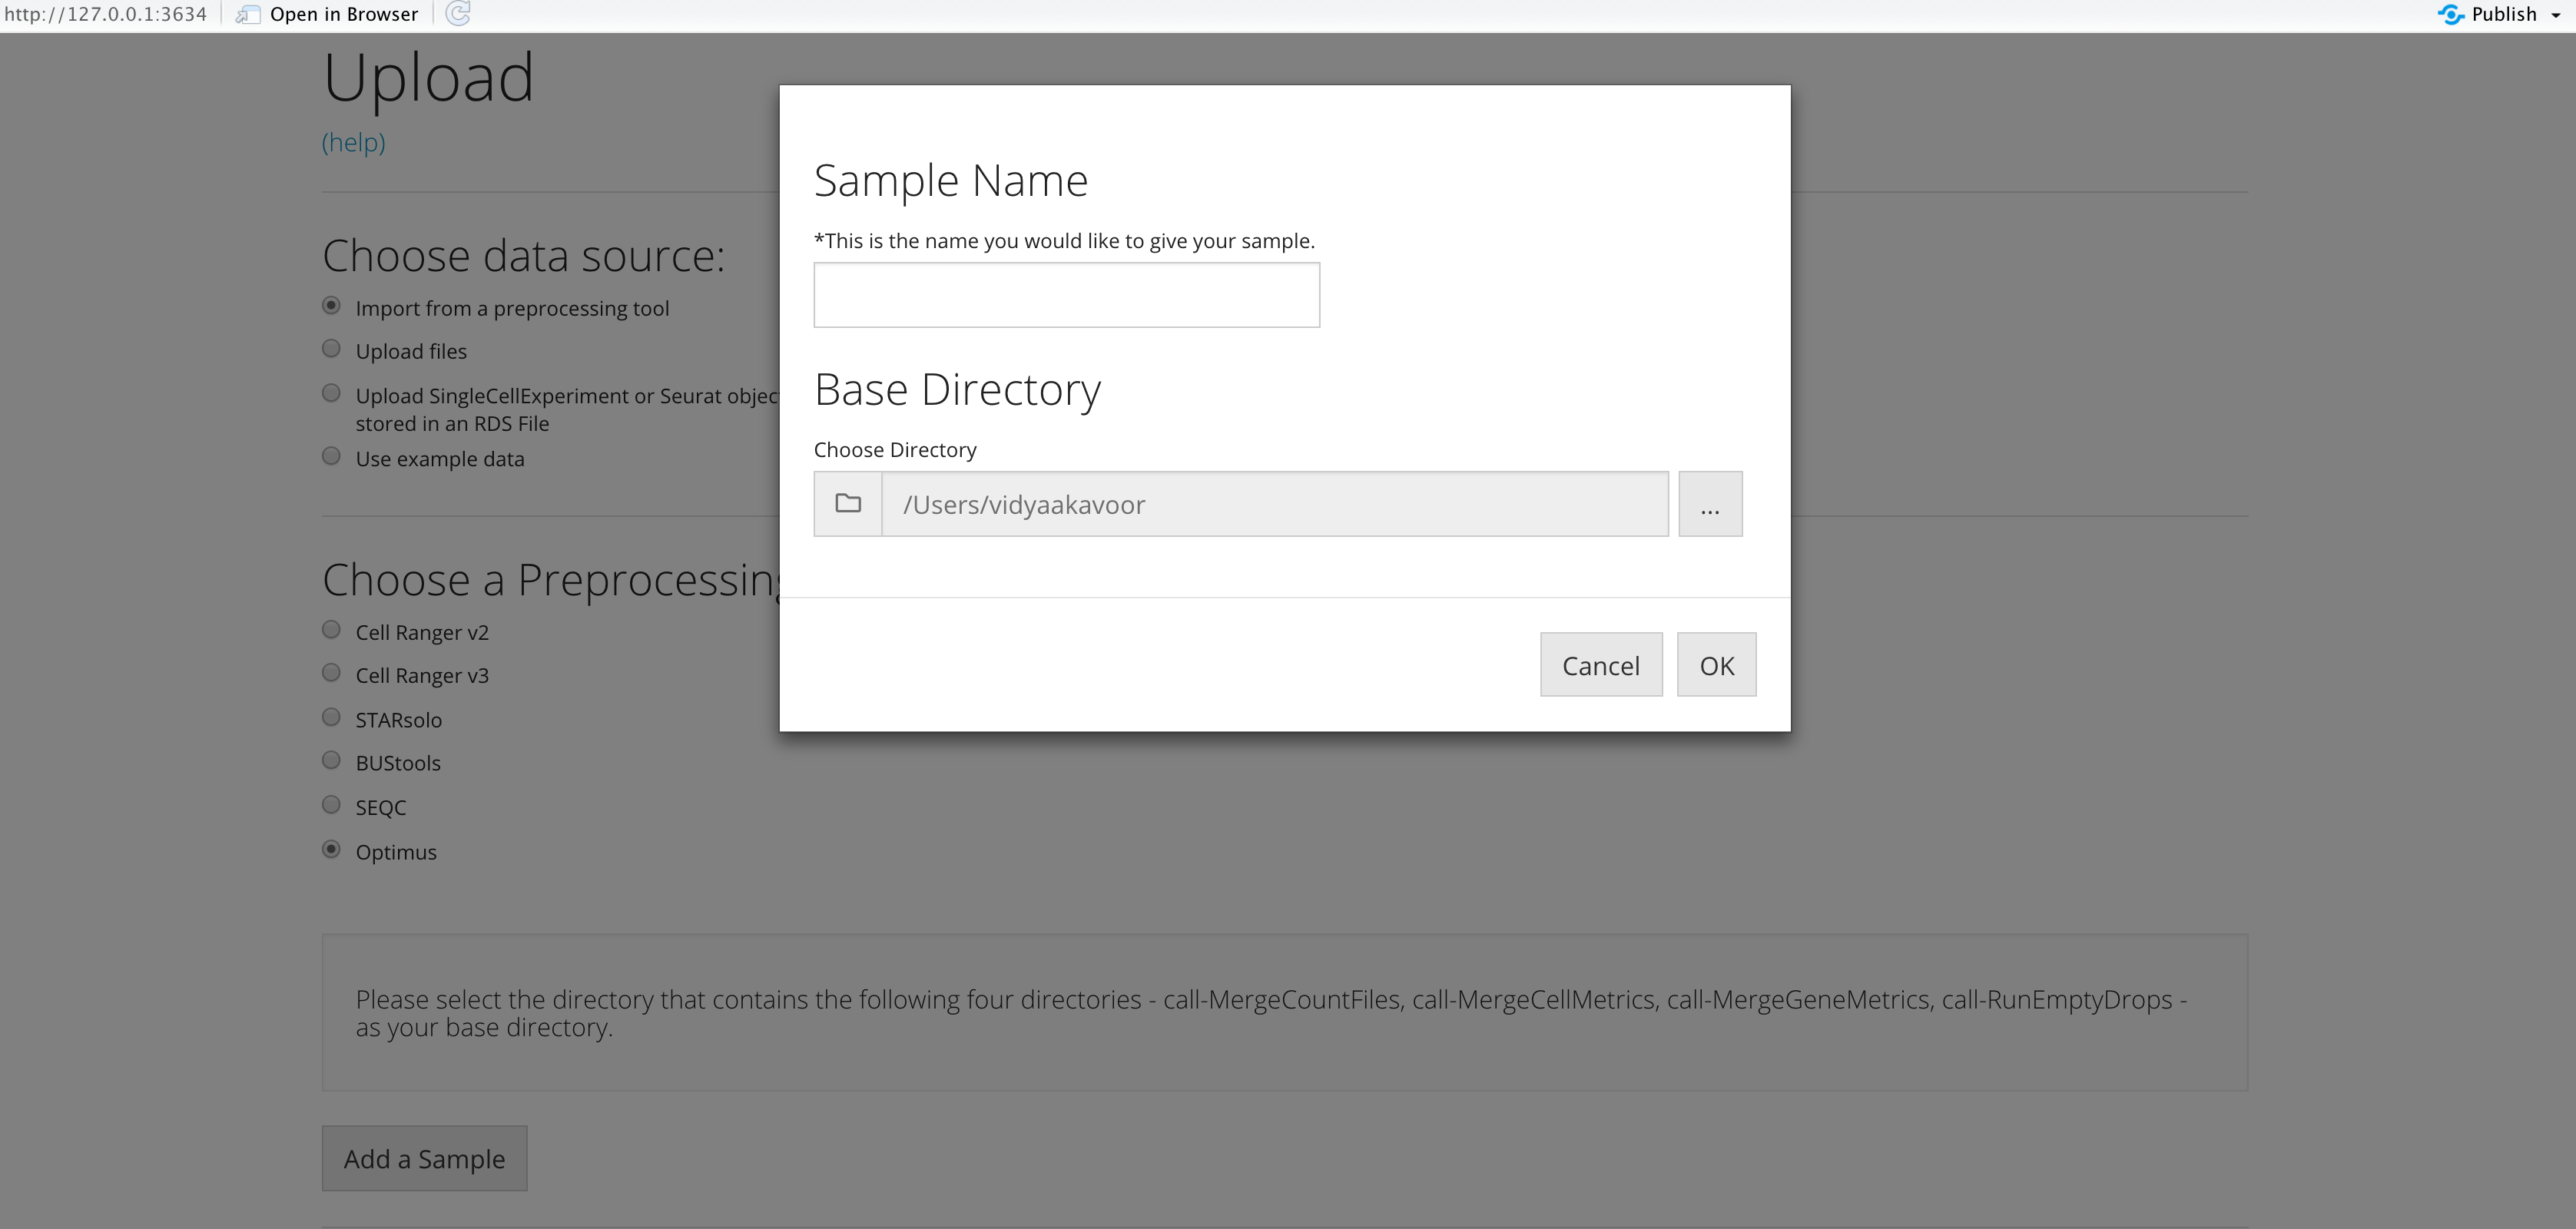 http://127.0.0.1:3634
Open in Browser
Publish
Upload
(help)
Choose data source:
Import from a preprocessing tool
Upload files
Upload SingleCellExperiment or Seurat
stored in an RDS File
Use example data
Choose a Preprocessing
Cell Ranger v2
Cell Ranger v3
STARsolo
BUStools
SEQC
Optimus
Please select the directory that contains the following four directories - call-MergeCountFiles, call-MergeCellMetrics, call-MergeGeneMetrics, call-RunEmptyDrops -
as your base directory.
Add a Sample
Sample Name
*This is the name you would like to give your sample.
Base Directory
Choose Directory
/Users/vidyaakavoor
...
Cancel
OK